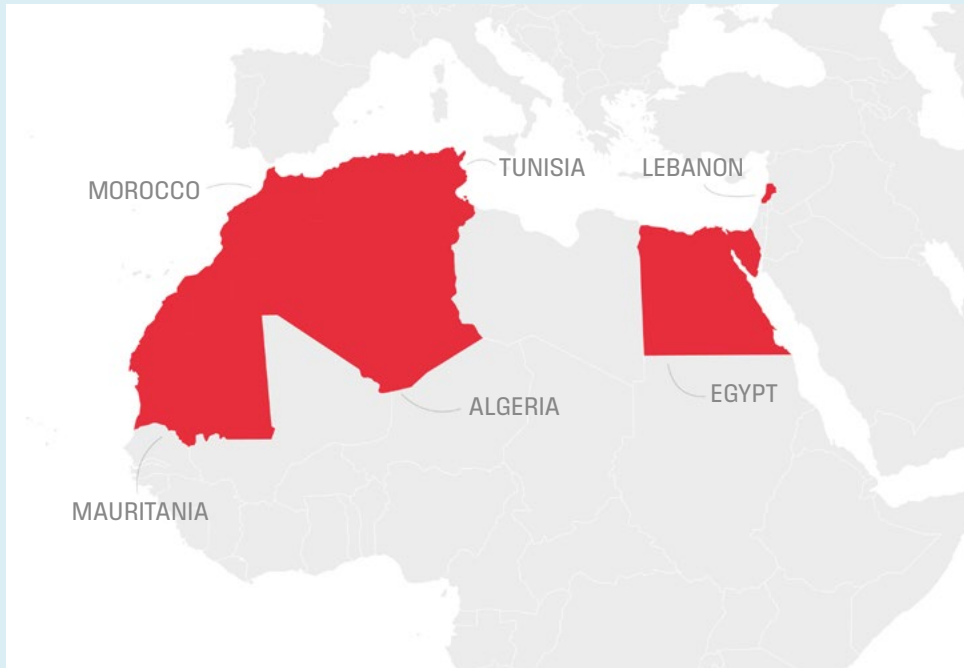 TUNISIA
LEBANON
MOROCCO
EGYPT
ALGERIA
MAURITANIA